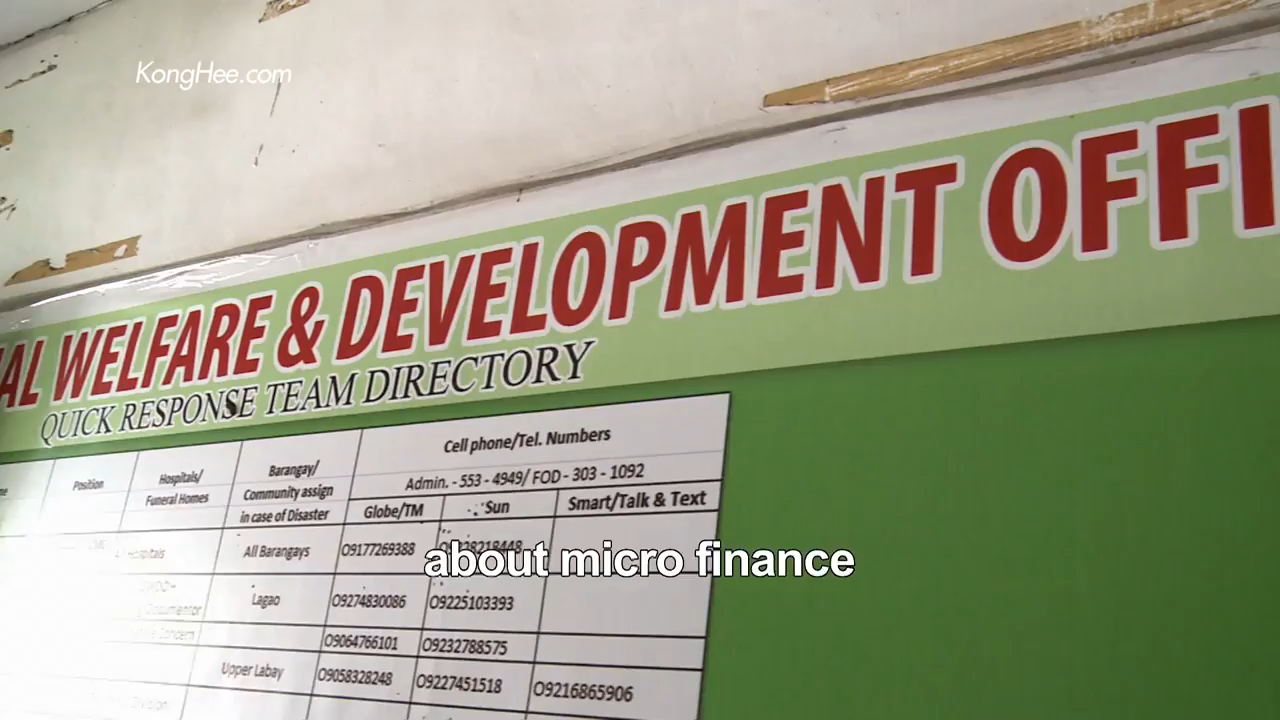 KongHee.com
AL WELFARE & DEVELOPMENT OFFI
QUICK RESPONSE TEAM DIRECTORY
Cell phone/Tel. Numbers
Admin. - 553 - 4949/ FOD - 303 - 1092
Position
Hospitals/
Funeral Homes
Barangay/
Community assign
in case of Disaster
Globe/TM
Sun
Smart/Talk & Text
Hospitals
All Barangays
09177269388
about micro finance
Lagao
09274830086
09225103393
09064766101
09232788575
Upper Labay
09058328248
09227451518
09216865906